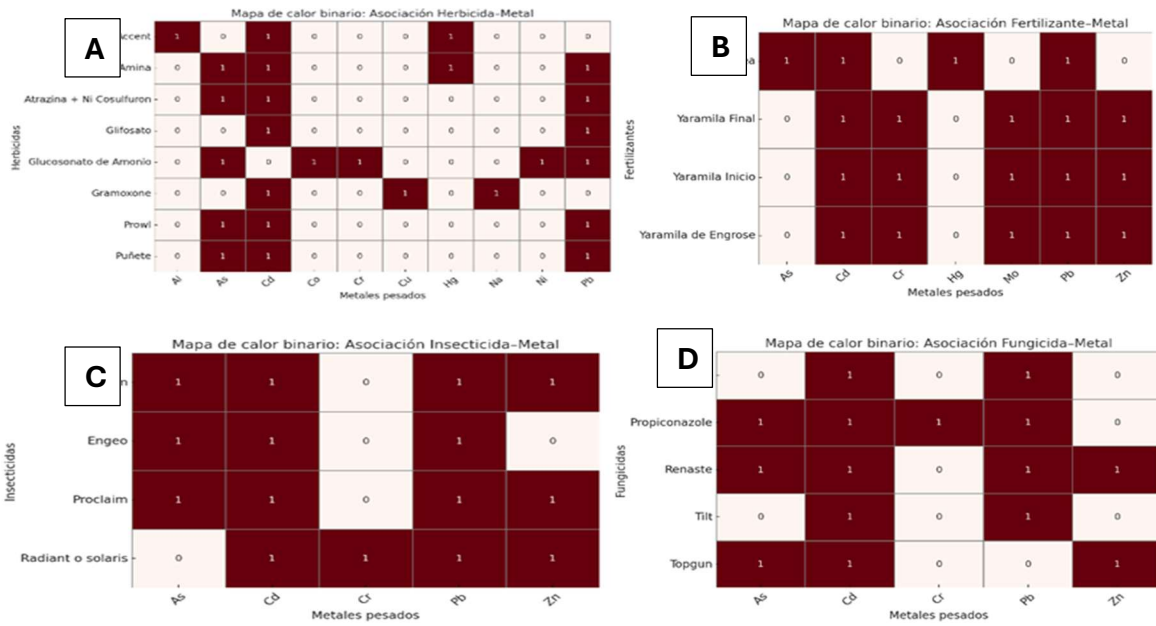 A
Mapa de calor binario: Asociación Herbicida–Metal
Herbicidas
ccent 1 0 1 0 0 0 1 0 0 0
Amina 0 1 1 0 0 0 1 0 0 1
Atrazina + Ni Cosulfuron 0 1 1 0 0 0 0 0 0 1
Glifosato 0 0 1 0 0 0 0 0 0 1
Glucosonato de Amonio 0 1 0 1 1 0 0 0 1 1
Gramoxone 0 0 1 0 0 1 0 1 0 0
Prowl 0 1 1 0 0 0 0 0 0 1
Puñete 0 1 1 0 0 0 0 0 0 1
Al As Cd Co Cr Cu Hg Na Ni Pb
Metales pesados
B
Mapa de calor binario: Asociación Fertilizante–Metal
Fertilizantes
a 1 1 0 1 0 1 0
Yaramila Final 0 1 1 0 1 1 1
Yaramila Inicio 0 1 1 0 1 1 1
Yaramila de Engrose 0 1 1 0 1 1 1
As Cd Cr Hg Mo Pb Zn
Metales pesados
C
Mapa de calor binario: Asociación Insecticida–Metal
Insecticidas
n 1 1 0 1 1
Engeo 1 1 0 1 0
Proclaim 1 1 0 1 1
Radiant o solaris 0 1 1 1 1
As Cd Cr Pb Zn
Metales pesados
D
Mapa de calor binario: Asociación Fungicida–Metal
Fungicidas
0 1 0 1 0
Propiconazole 1 1 1 1 0
Renaste 1 1 0 1 1
Tilt 0 1 0 1 0
Topgun 1 1 0 0 1
As Cd Cr Pb Zn
Metales pesados